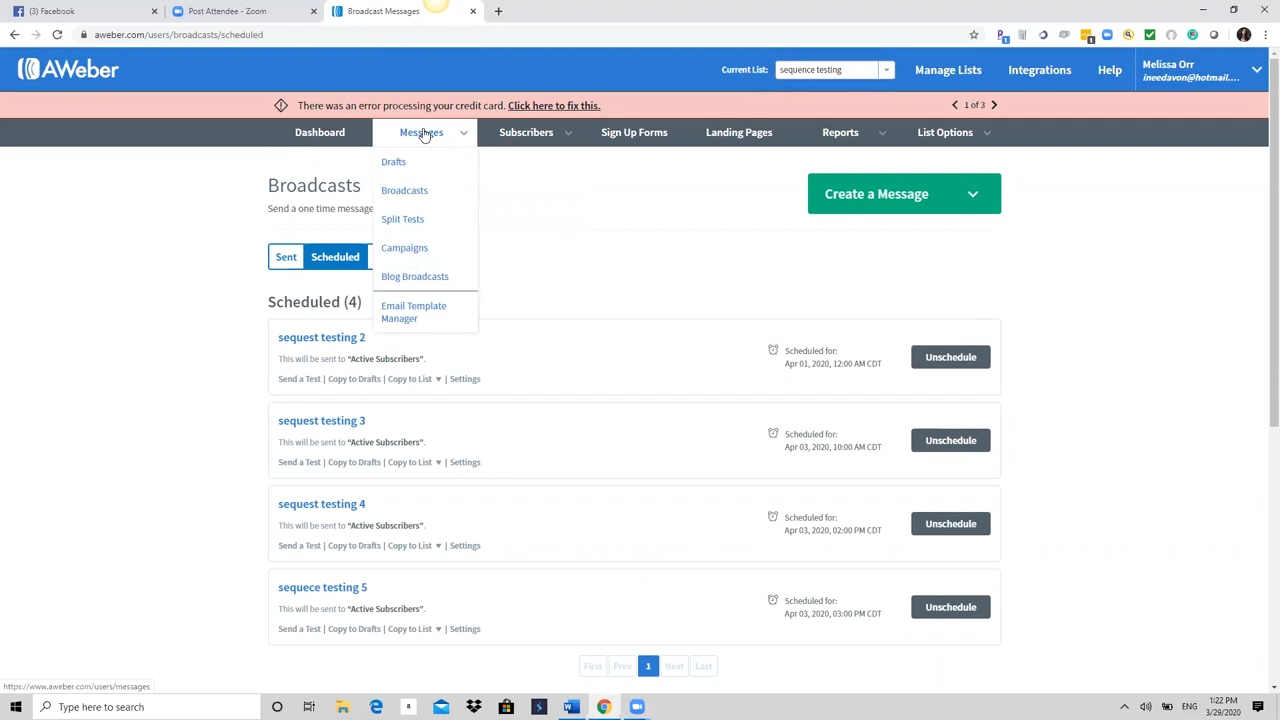 (3) Facebook
Post Attendee - Zoom
Broadcast Messages
aweber.com/users/broadcasts/scheduled
AWeber
Current List:
sequence testing
Manage Lists
Integrations
Help
Melissa Orr
ineedavon@hotmail....
There was an error processing your credit card. Click here to fix this.
1 of 3
Dashboard
Messages
Subscribers
Sign Up Forms
Landing Pages
Reports
List Options
Drafts
Broadcasts
Split Tests
Campaigns
Blog Broadcasts
Email Template
Manager
Broadcasts
Send a one time message
Create a Message
Sent
Scheduled
Scheduled (4)
sequest testing 2
This will be sent to “Active Subscribers”.
Send a Test | Copy to Drafts | Copy to List ▼ | Settings
Scheduled for:
Apr 01, 2020, 12:00 AM CDT
Unschedule
sequest testing 3
This will be sent to “Active Subscribers”.
Send a Test | Copy to Drafts | Copy to List ▼ | Settings
Scheduled for:
Apr 03, 2020, 10:00 AM CDT
Unschedule
sequest testing 4
This will be sent to “Active Subscribers”.
Send a Test | Copy to Drafts | Copy to List ▼ | Settings
Scheduled for:
Apr 03, 2020, 02:00 PM CDT
Unschedule
sequece testing 5
This will be sent to “Active Subscribers”.
Send a Test | Copy to Drafts | Copy to List ▼ | Settings
Scheduled for:
Apr 03, 2020, 03:00 PM CDT
Unschedule
First
Prev
1
Next
Last
https://www.aweber.com/users/messages
Type here to search
1:22 PM
3/29/2020